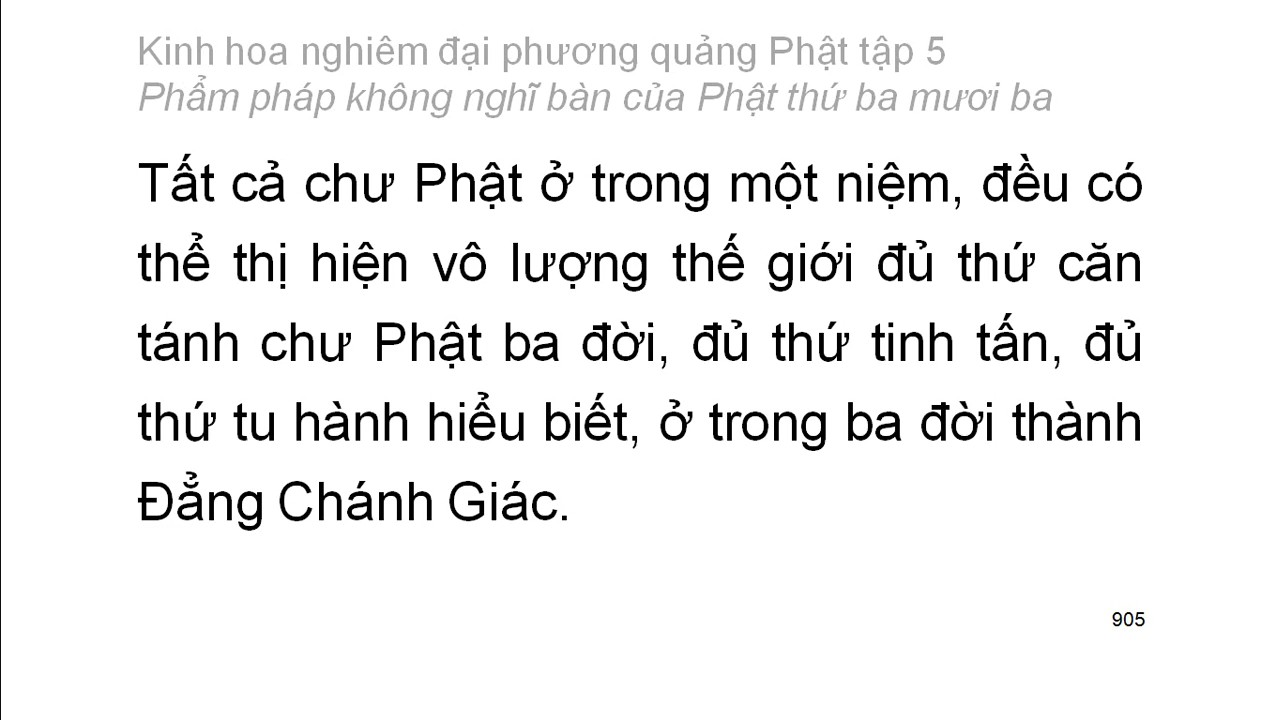 Kinh hoa nghiêm đại phương quảng Phật tập 5
Phẩm pháp không nghĩ bàn của Phật thứ ba mươi ba
Tất cả chư Phật ở trong một niệm, đều có
thể thị hiện vô lượng thế giới đủ thứ căn
tánh chư Phật ba đời, đủ thứ tinh tấn, đủ
thứ tu hành hiểu biết, ở trong ba đời thành
Đẳng Chánh Giác.
905